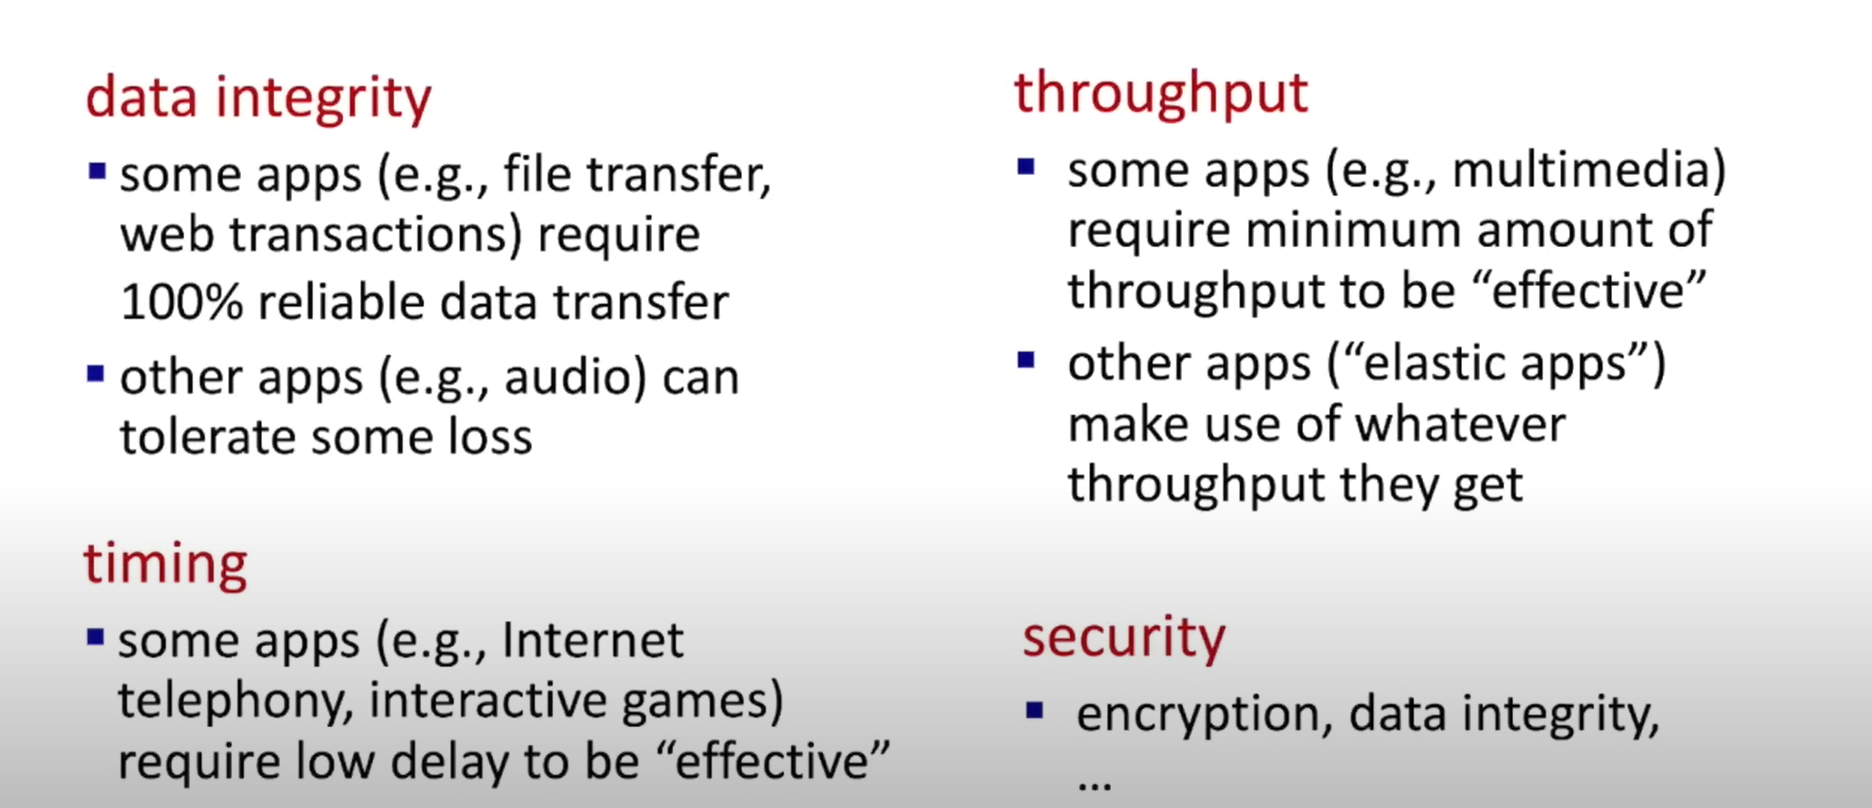 data integrity
▪ some apps (e.g., file transfer,
web transactions) require
100% reliable data transfer
▪ other apps (e.g., audio) can
tolerate some loss
timing
▪ some apps (e.g., Internet
telephony, interactive games)
require low delay to be “effective”
throughput
▪ some apps (e.g., multimedia)
require minimum amount of
throughput to be “effective”
▪ other apps (“elastic apps”)
make use of whatever
throughput they get
security
▪ encryption, data integrity,
...